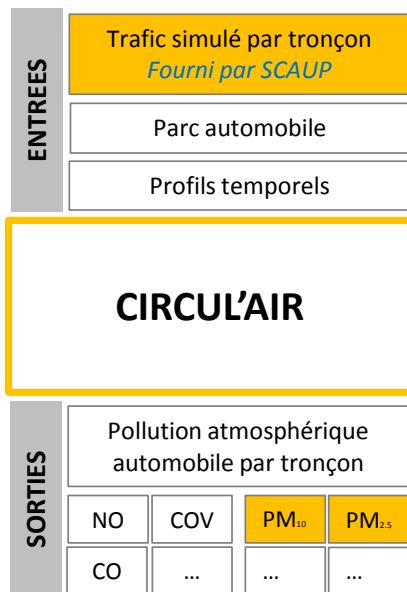 ENTREES
Trafic simulé par tronçon
Fourni par SCAUP
Parc automobile
Profils temporels
CIRCUL'AIR
SORTIES
Pollution atmosphérique
automobile par tronçon
NO COV PM10 PM2.5
CO ... ... ...